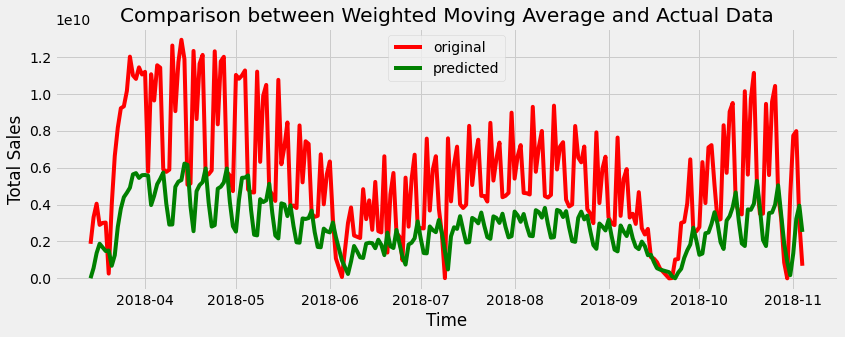 Comparison between Weighted Moving Average and Actual Data
1e10
original
predicted
Total Sales
1.2
1.0
0.8
0.6
0.4
0.2
0.0
2018-04 2018-05 2018-06 2018-07 2018-08 2018-09 2018-10 2018-11
Time